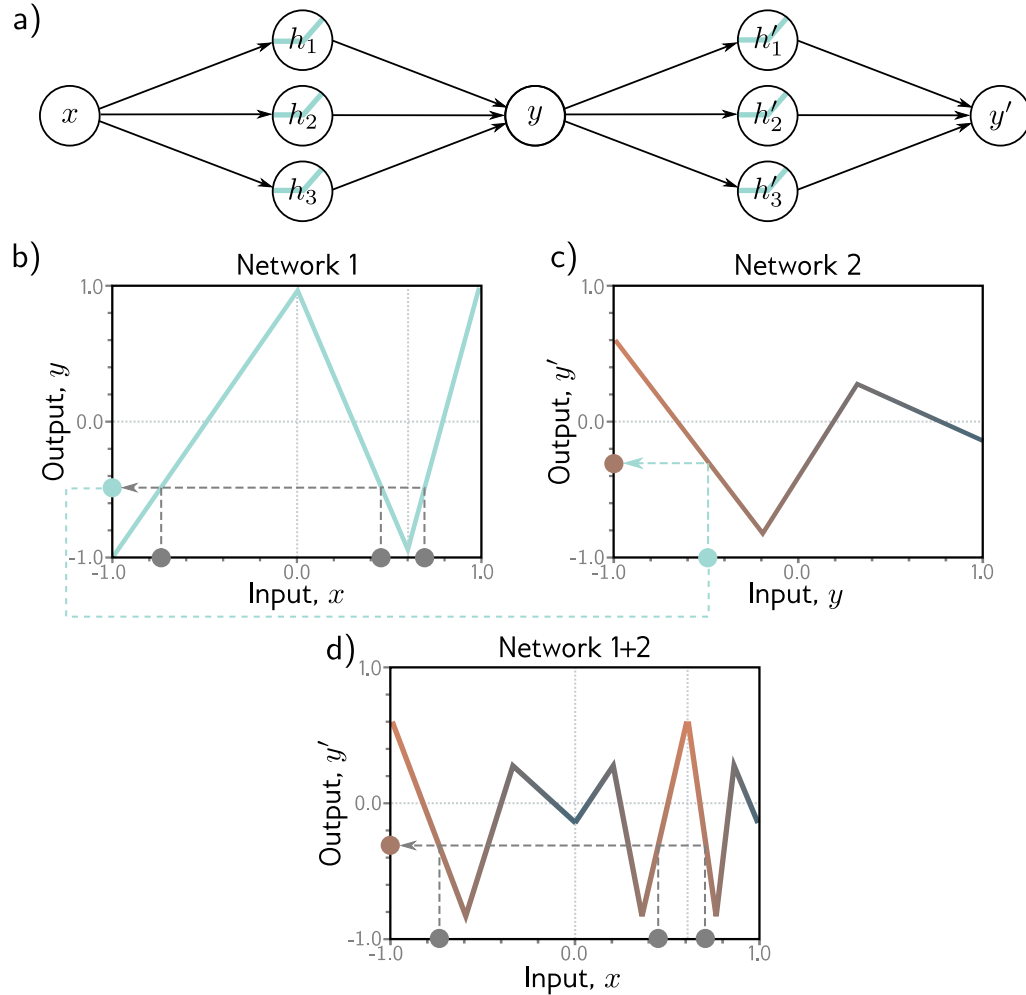 a)
h₁ h′₁
x h₂ y h′₂ y′
h₃ h′₃
b) Network 1
1.0
Output, y
0.0
-1.0
-1.0 0.0 1.0
Input, x
c) Network 2
1.0
Output, y′
0.0
-1.0
-1.0 0.0 1.0
Input, y
d) Network 1+2
1.0
Output, y′
0.0
-1.0
-1.0 0.0 1.0
Input, x